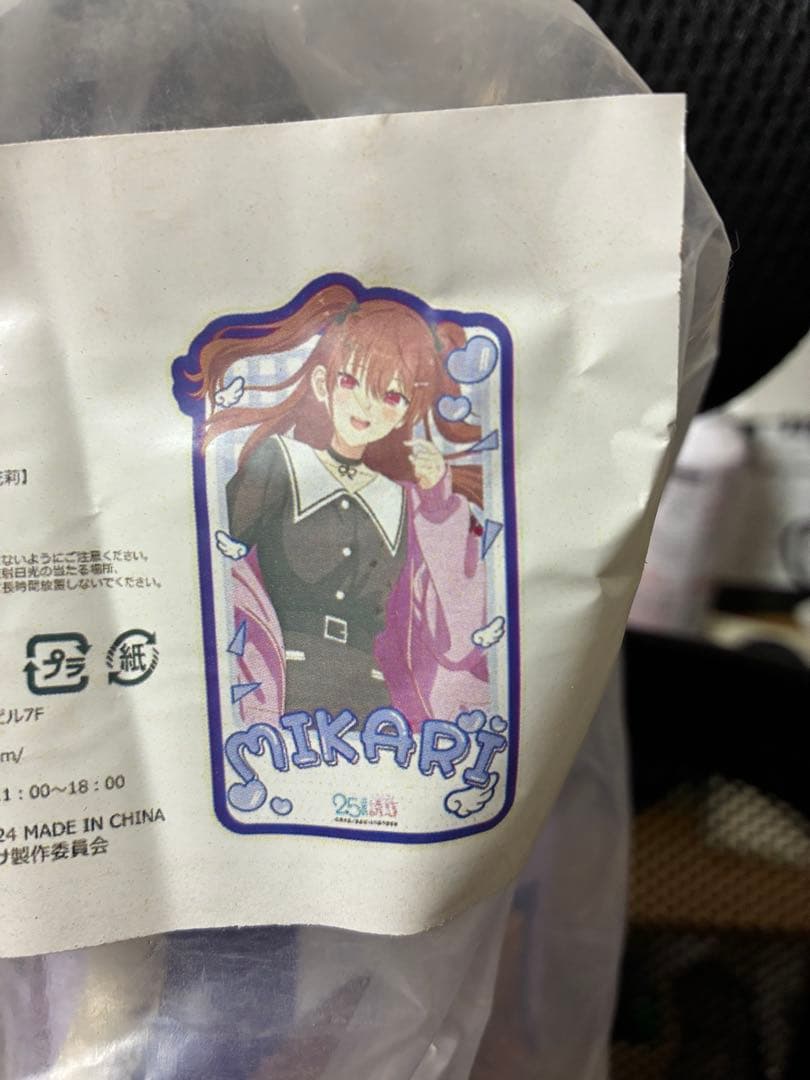 莉】
ないようにご注意ください。
射日光の当たる場所、
長時間放置しないでください。
プラ
紙
ビル7F
m/
11：00～18：00
24 MADE IN CHINA
け製作委員会
MIKARI
2.5